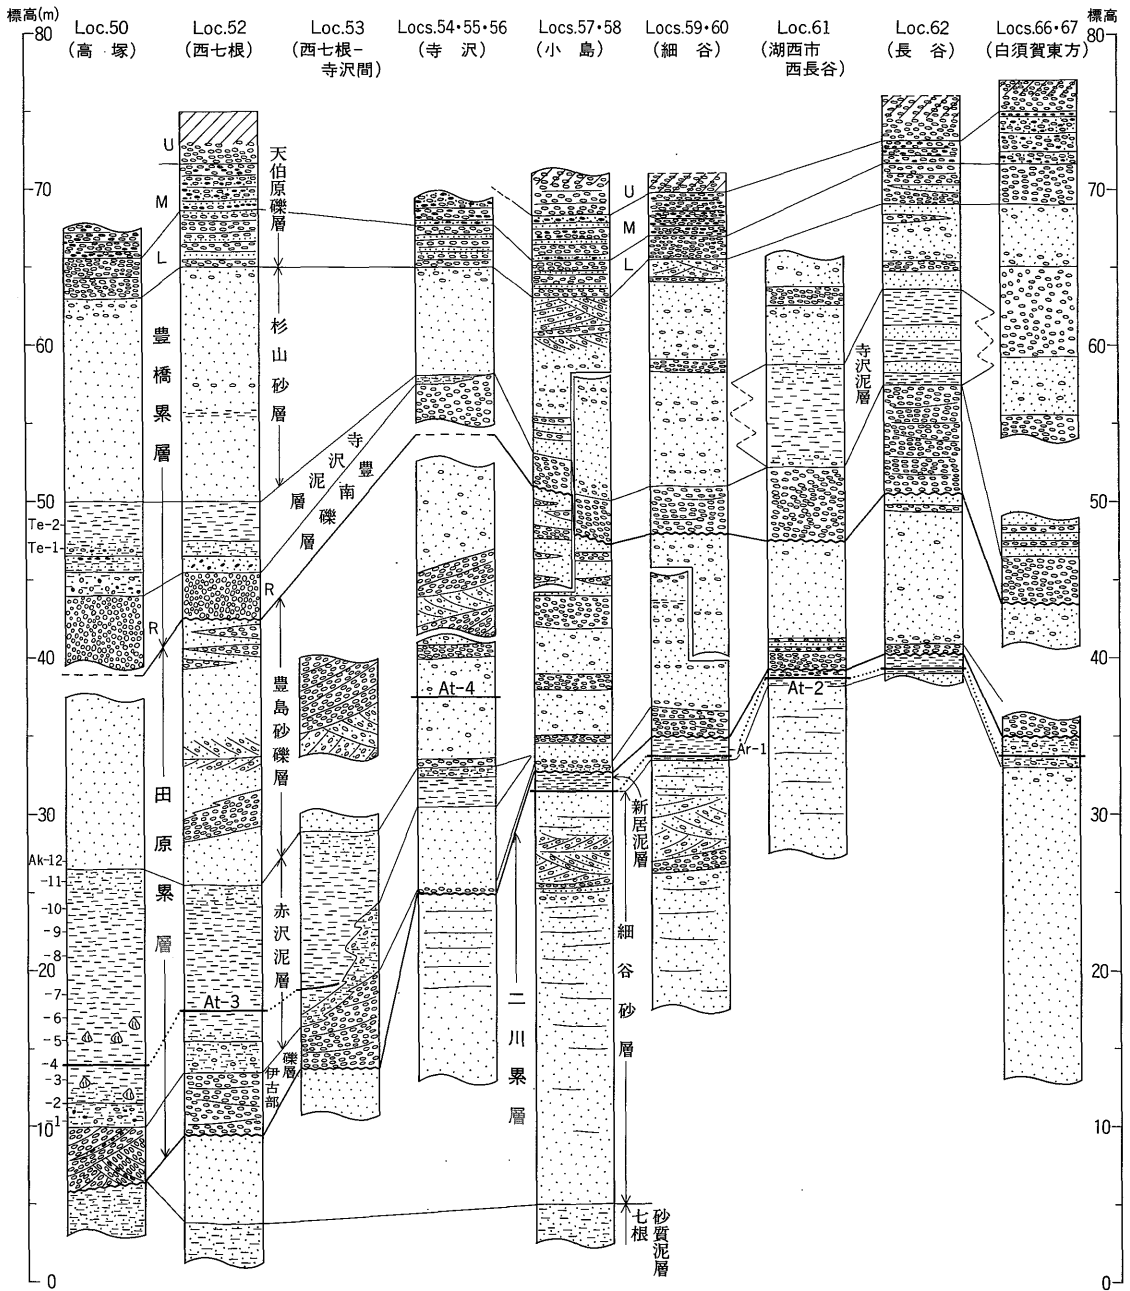 標高(m)
80
70
60
50
40
30
20
10
0
Loc.50
(高塚)
Loc.52
(西七根)
Loc.53
(西七根−
寺沢間)
Locs.54・55・56
(寺沢)
Locs.57・58
(小島)
Locs.59・60
(細谷)
Loc.61
(湖西市
西長谷)
Loc.62
(長谷)
Locs.66・67
(白須賀東方)
標高
80
70
60
50
40
30
20
10
0
U
M
L
天伯原礫層
U
M
L
豊橋累層
杉山砂層
寺沢泥層
寺沢泥層
豊南礫層
Te-2
Te-1
R
R
豊島砂礫層
At-4
At-2
Ar-1
新居泥層
田原累層
Ak-12
-11
-10
-9
-8
-7
-6
-5
-4
-3
-2
-1
赤沢泥層
At-3
伊古部
礫層
二川累層
細谷砂層
七根
砂質泥層